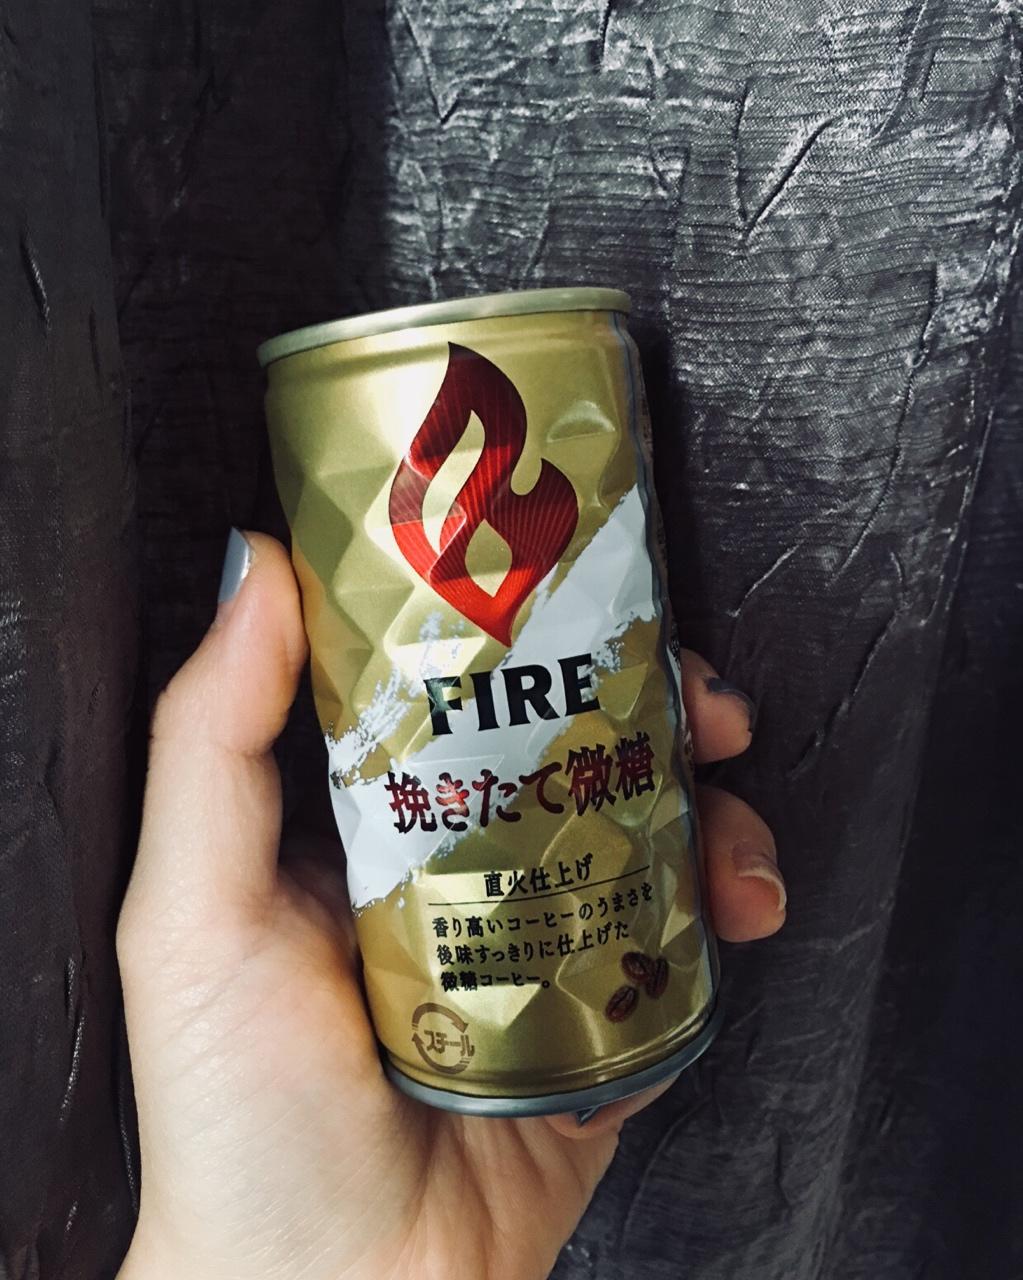 FIRE
挽きたて微糖
直火仕上げ
香り高いコーヒーのうまさを
後味すっきりに仕上げた
微糖コーヒー。
スチール